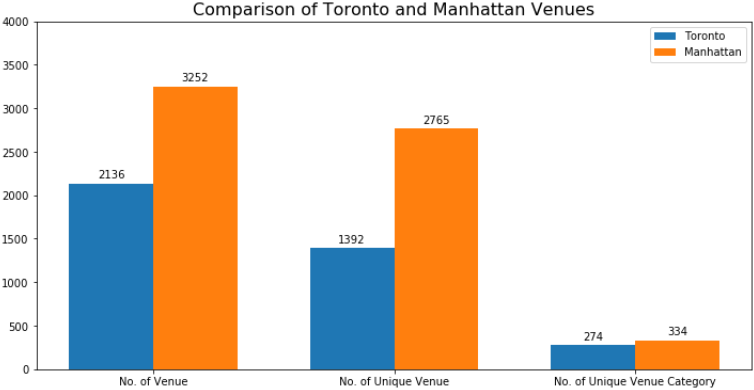 Comparison of Toronto and Manhattan Venues
4000
3500
3000
2500
2000
1500
1000
500
0
Toronto
Manhattan
2136
3252
1392
2765
274
334
No. of Venue
No. of Unique Venue
No. of Unique Venue Category